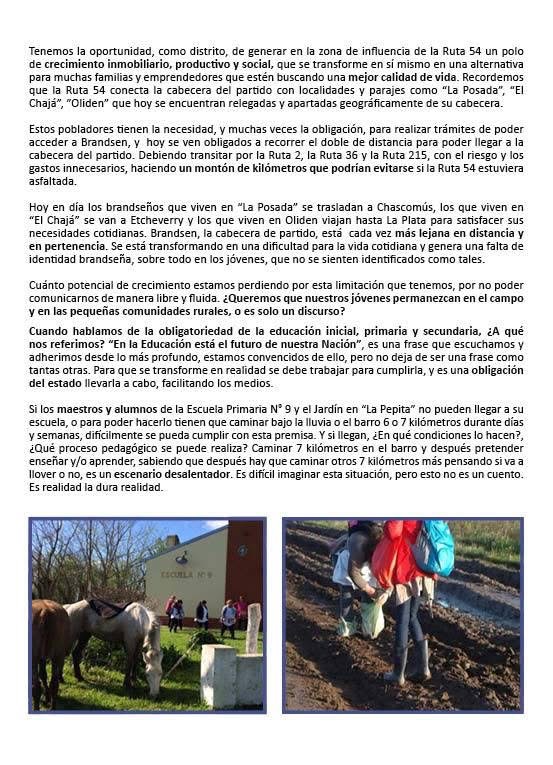 Tenemos la oportunidad, como distrito, de generar en la zona de influencia de la Ruta 54 un polo
de crecimiento inmobiliario, productivo y social, que se transforme en sí mismo en una alternativa
para muchas familias y emprendedores que estén buscando una mejor calidad de vida. Recordemos
que la Ruta 54 conecta la cabecera del partido con localidades y parajes como “La Posada”, “El
Chajá”, “Oliden” que hoy se encuentran relegadas y apartadas geográficamente de su cabecera.
Estos pobladores tienen la necesidad, y muchas veces la obligación, para realizar trámites de poder
acceder a Brandsen, y hoy se ven obligados a recorrer el doble de distancia para poder llegar a la
cabecera del partido. Debiendo transitar por la Ruta 2, la Ruta 36 y la Ruta 215, con el riesgo y los
gastos innecesarios, haciendo un montón de kilómetros que podrían evitarse si la Ruta 54 estuviera
asfaltada.
Hoy en día los brandseños que viven en “La Posada” se trasladan a Chascomús, los que viven en
“El Chajá” se van a Etcheverry y los que viven en Oliden viajan hasta La Plata para satisfacer sus
necesidades cotidianas. Brandsen, la cabecera de partido, está cada vez más lejana en distancia y
en pertenencia. Se está transformando en una dificultad para la vida cotidiana y genera una falta de
identidad brandseña, sobre todo en los jóvenes, que no se sienten identificados como tales.
Cuánto potencial de crecimiento estamos perdiendo por esta limitación que tenemos, por no poder
comunicarnos de manera libre y fluida. ¿Queremos que nuestros jóvenes permanezcan en el campo
y en las pequeñas comunidades rurales, o es solo un discurso?
Cuando hablamos de la obligatoriedad de la educación inicial, primaria y secundaria, ¿A qué
nos referimos? “En la Educación está el futuro de nuestra Nación”, es una frase que escuchamos y
adherimos desde lo más profundo, estamos convencidos de ello, pero no deja de ser una frase como
tantas otras. Para que se transforme en realidad se debe trabajar para cumplirla, y es una obligación
del estado llevarla a cabo, facilitando los medios.
Si los maestros y alumnos de la Escuela Primaria N° 9 y el Jardín en “La Pepita” no pueden llegar a su
escuela, o para poder hacerlo tienen que caminar bajo la lluvia o el barro 6 o 7 kilómetros durante días
y semanas, difícilmente se pueda cumplir con esta premisa. Y si llegan, ¿En qué condiciones lo hacen?,
¿Qué proceso pedagógico se puede realiza? Caminar 7 kilómetros en el barro y después pretender
enseñar y/o aprender, sabiendo que después hay que caminar otros 7 kilómetros más pensando si va a
llover o no, es un escenario desalentador. Es difícil imaginar esta situación, pero esto no es un cuento.
Es realidad la dura realidad.
ESCUELA Nº 9